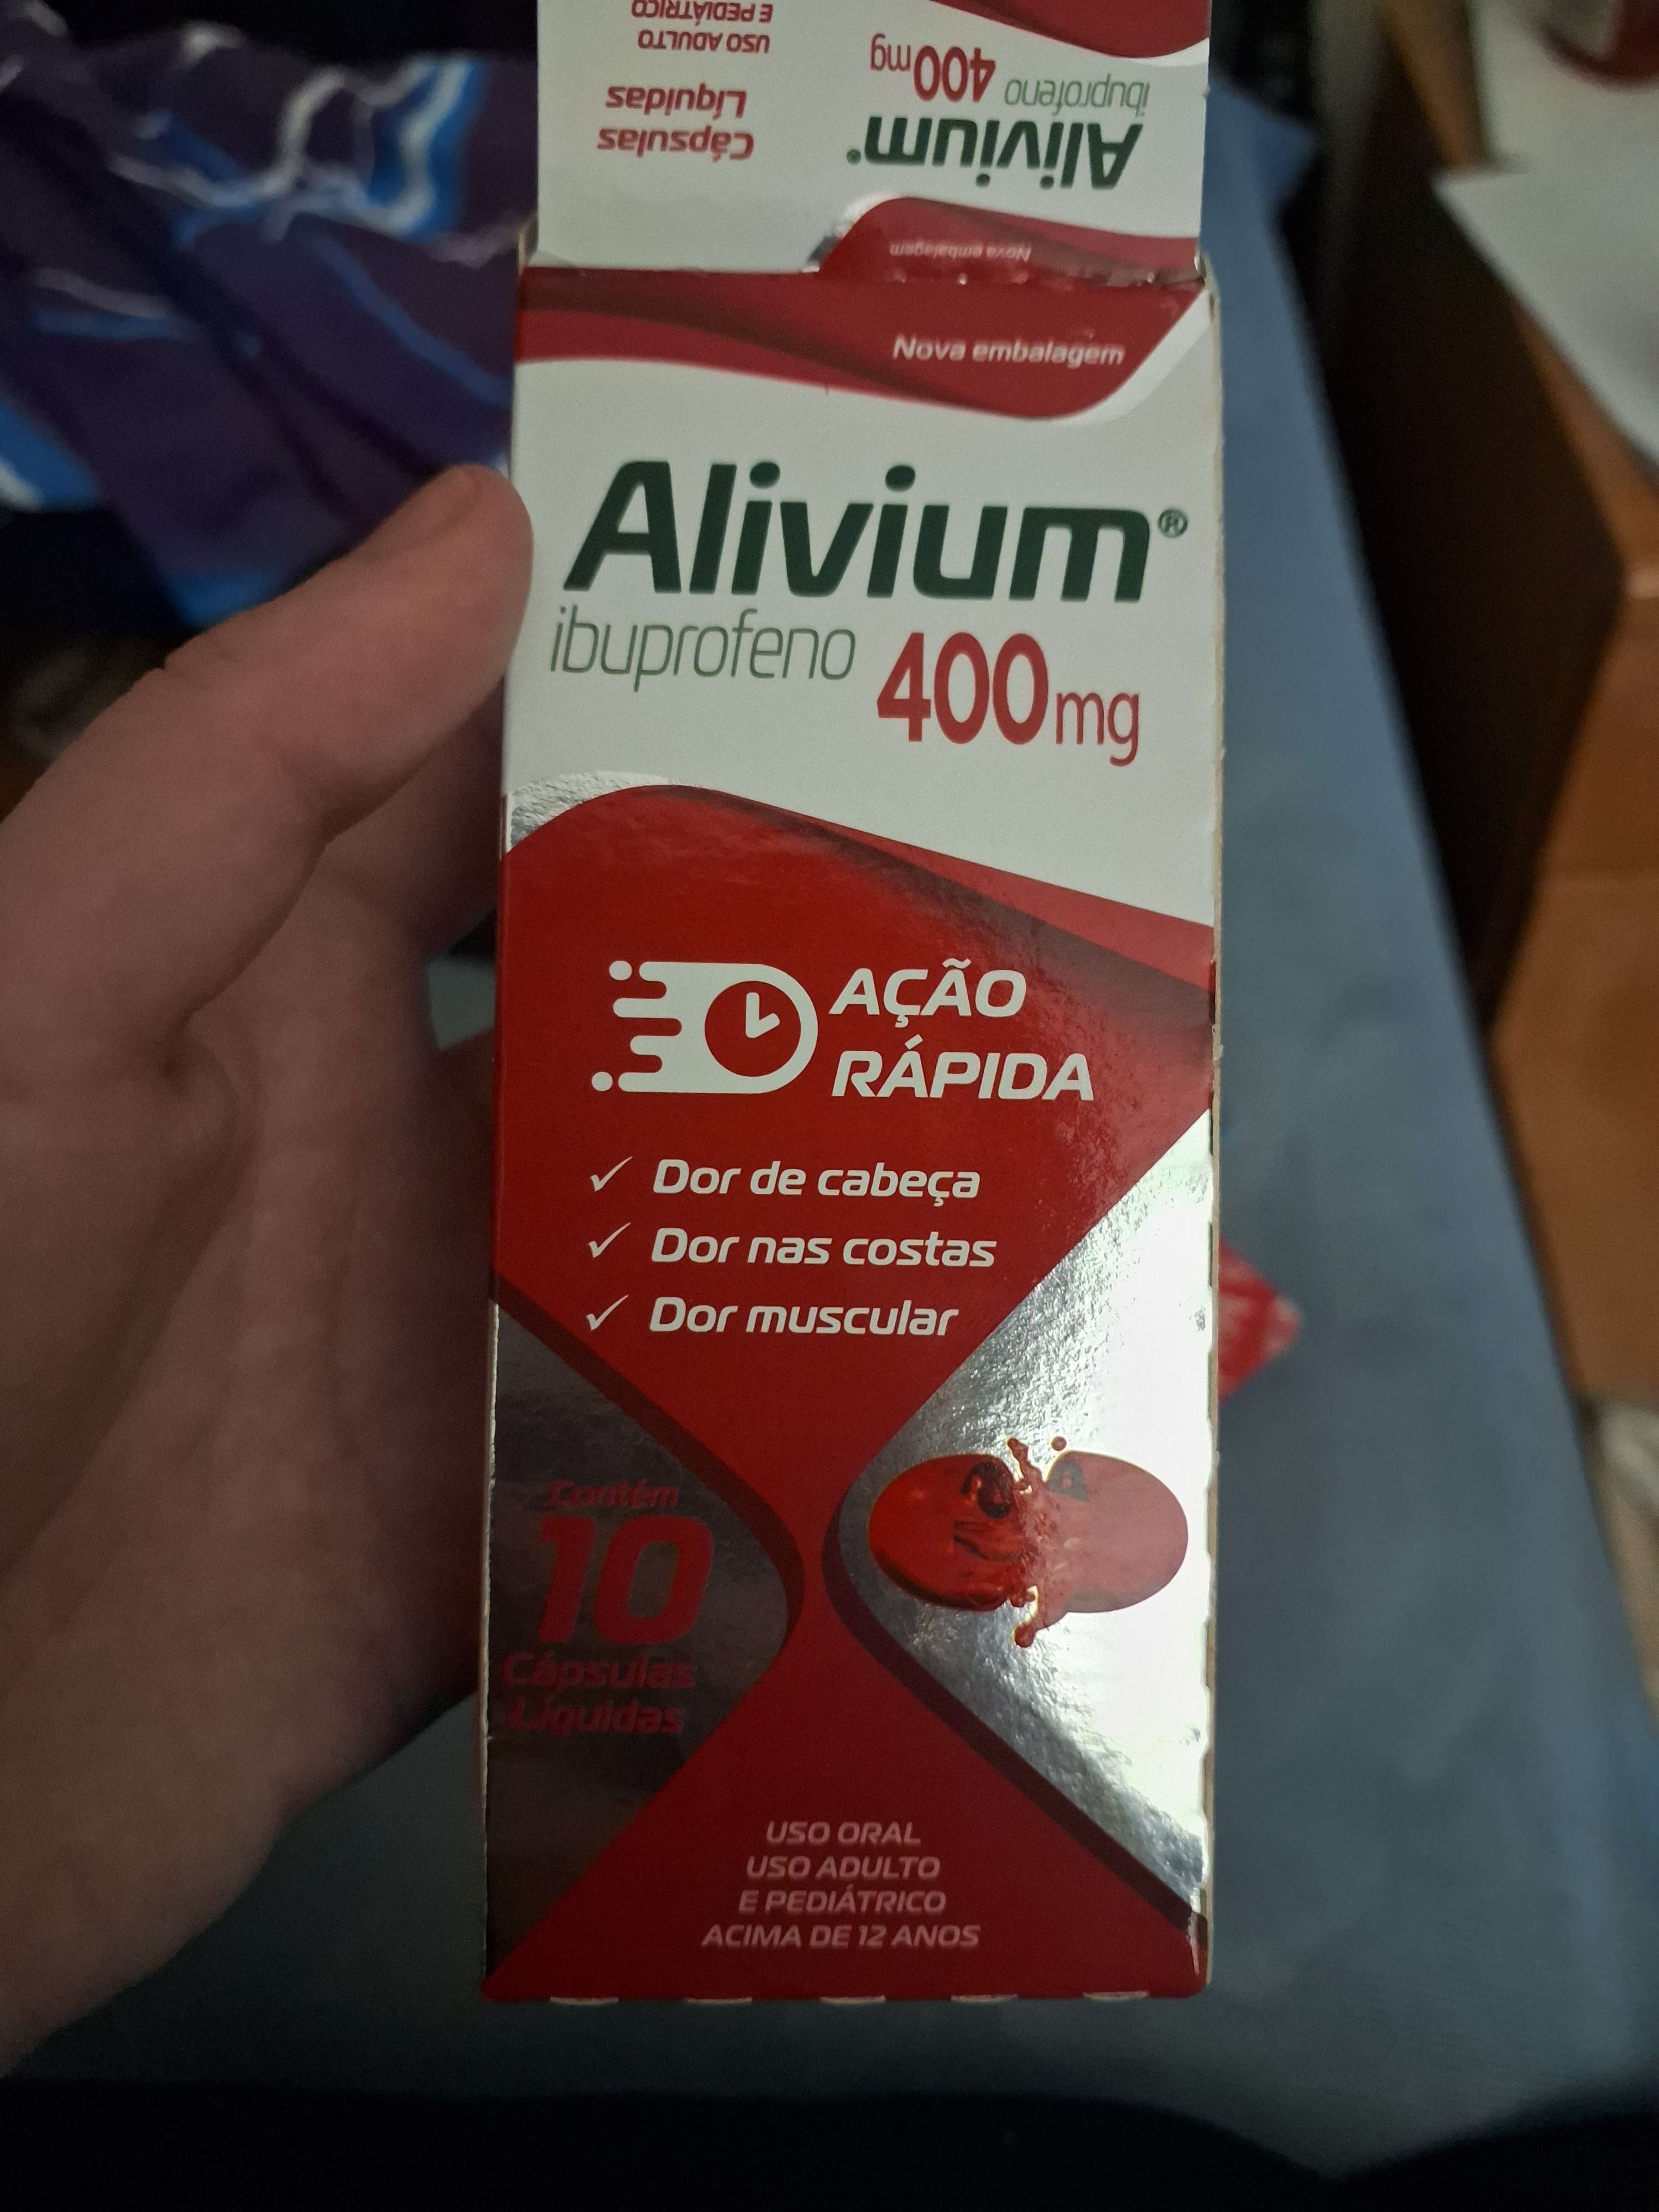 E PEDIÁTRICO
USO ADULTO
Líquidas
Cápsulas
400mg
ibuprofeno
Alivium®
Nova embalagem
Nova embalagem
Alivium®
ibuprofeno 400mg
AÇÃO
RÁPIDA
✓ Dor de cabeça
✓ Dor nas costas
✓ Dor muscular
Contém
10
Cápsulas
Líquidas
USO ORAL
USO ADULTO
E PEDIÁTRICO
ACIMA DE 12 ANOS